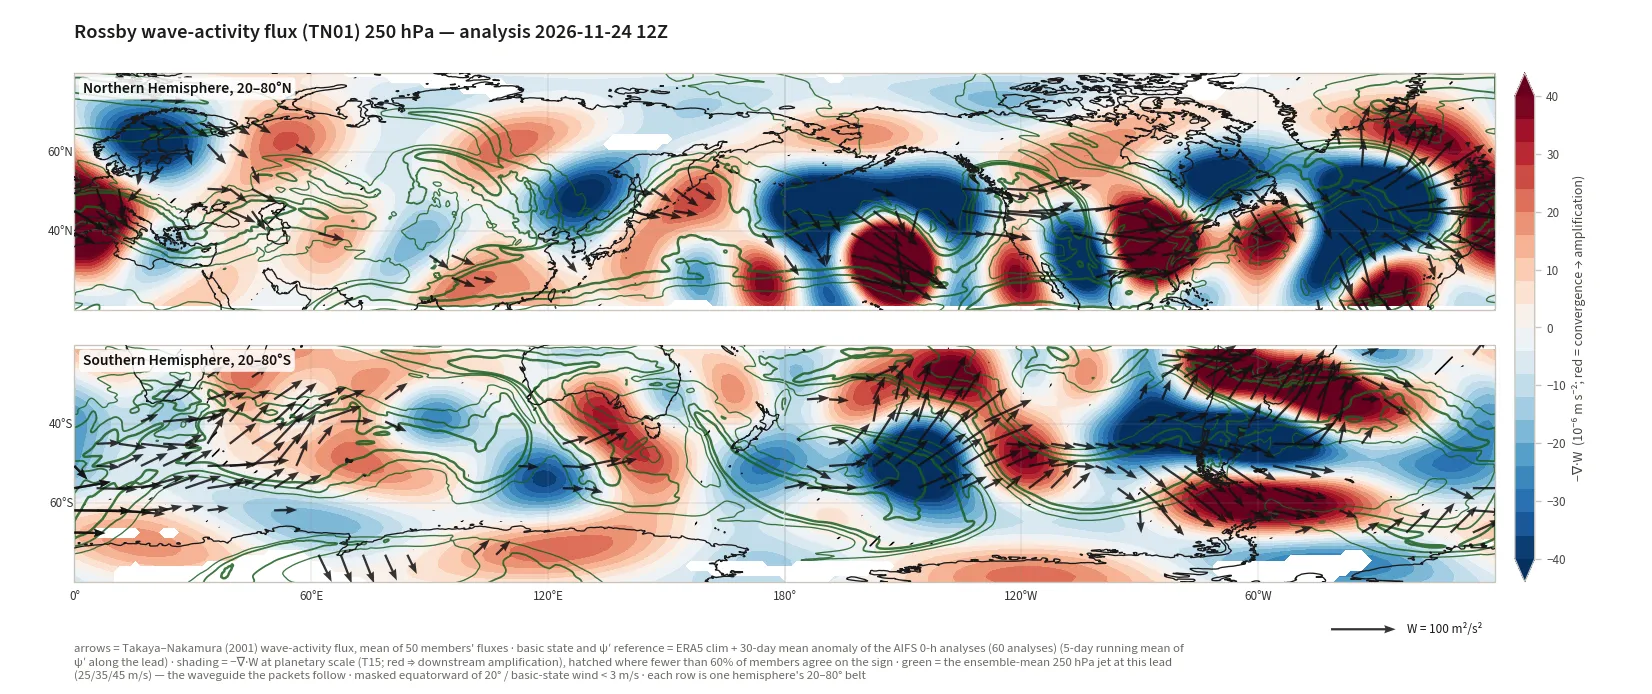 Rossby wave-activity flux (TN01) 250 hPa — analysis 2026-11-24 12Z
Northern Hemisphere, 20–80°N
60°N
40°N
Southern Hemisphere, 20–80°S
40°S
60°S
0°
60°E
120°E
180°
120°W
60°W
40
30
20
10
0
−10
−20
−30
−40
−∇·W (10⁻⁶ m s⁻²; red = convergence → amplification)
W = 100 m²/s²
arrows = Takaya–Nakamura (2001) wave-activity flux, mean of 50 members' fluxes · basic state and ψ' reference = ERA5 clim + 30-day mean anomaly of the AIFS 0-h analyses (60 analyses) (5-day running mean of
ψ' along the lead) · shading = −∇·W at planetary scale (T15; red ⇒ downstream amplification), hatched where fewer than 60% of members agree on the sign · green = the ensemble-mean 250 hPa jet at this lead
(25/35/45 m/s) — the waveguide the packets follow · masked equatorward of 20° / basic-state wind < 3 m/s · each row is one hemisphere's 20–80° belt